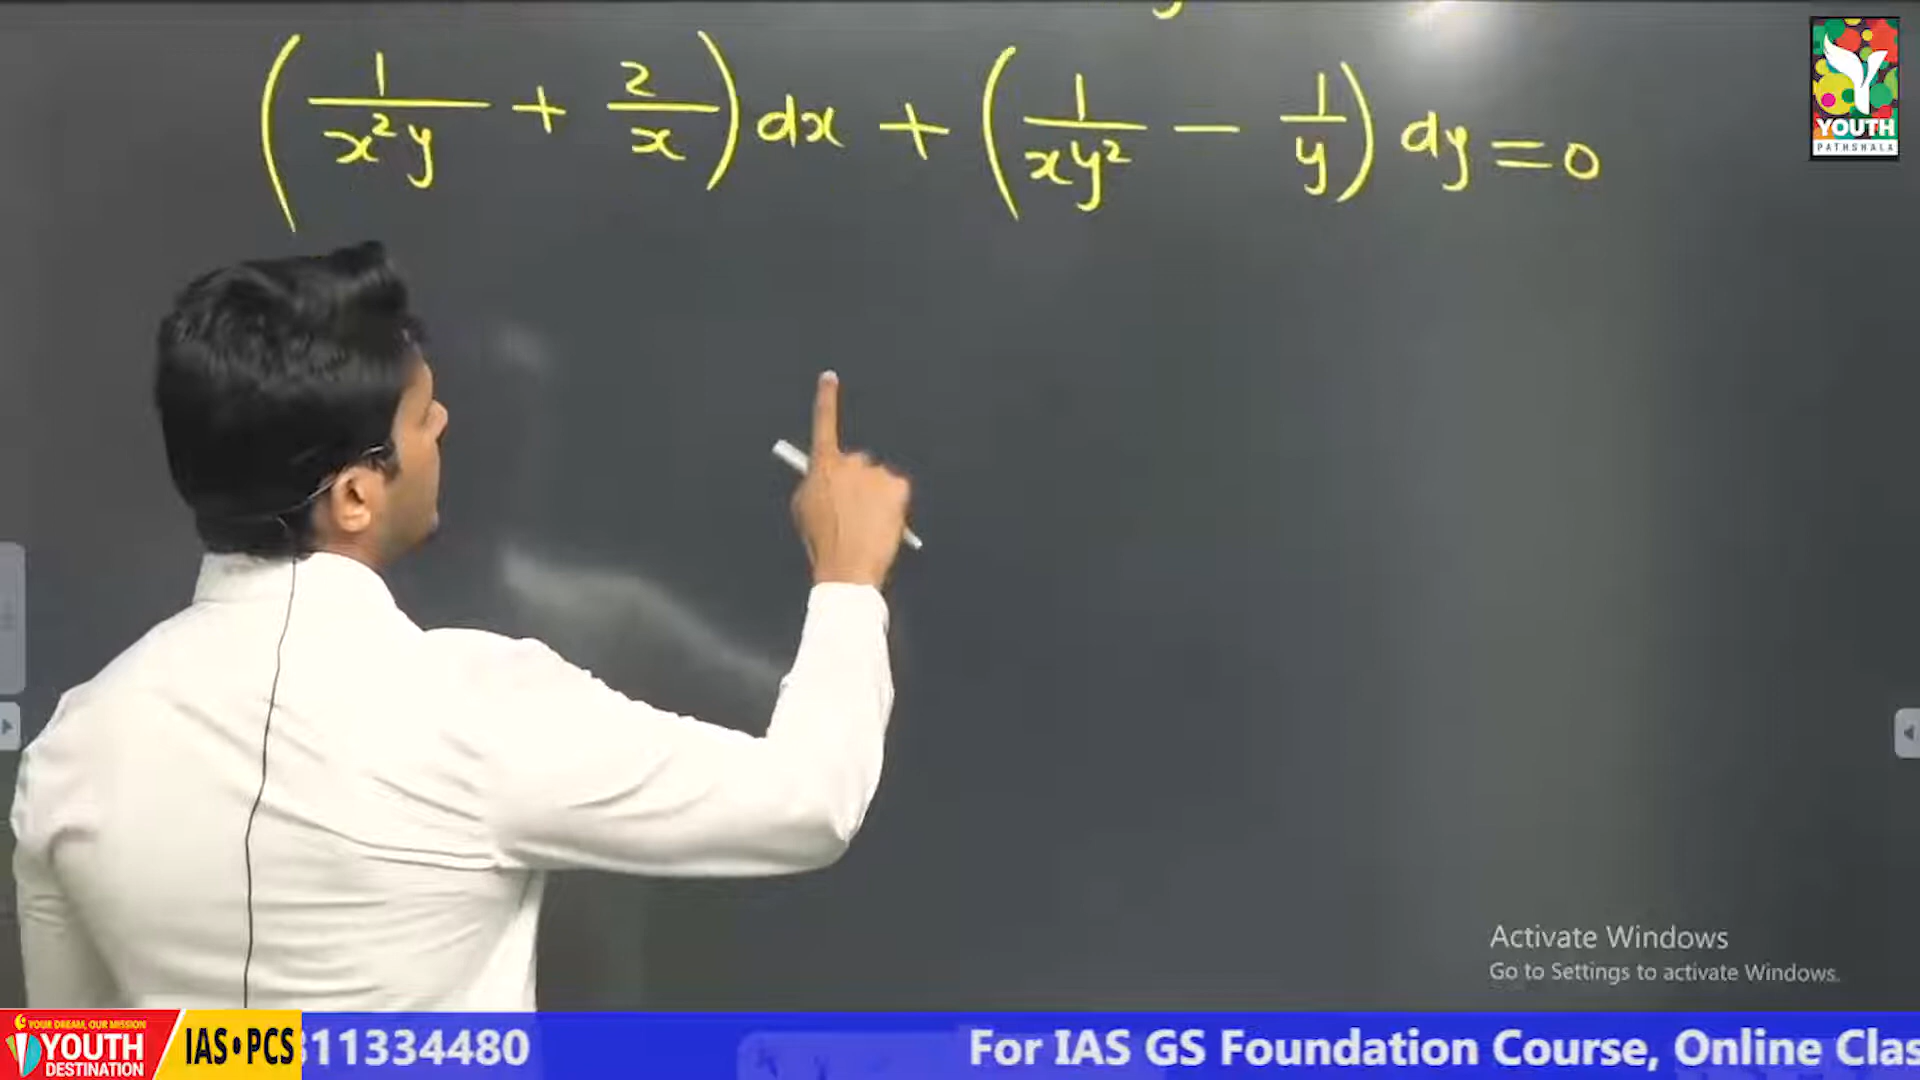 (1/x²y + 2/x) dx + (1/xy² − 1/y) dy = 0
YOUTH
PATHSHALA
Activate Windows
Go to Settings to activate Windows.
YOUR DREAM, OUR MISSION
YOUTH
DESTINATION
IAS•PCS
11334480
For IAS GS Foundation Course, Online Clas